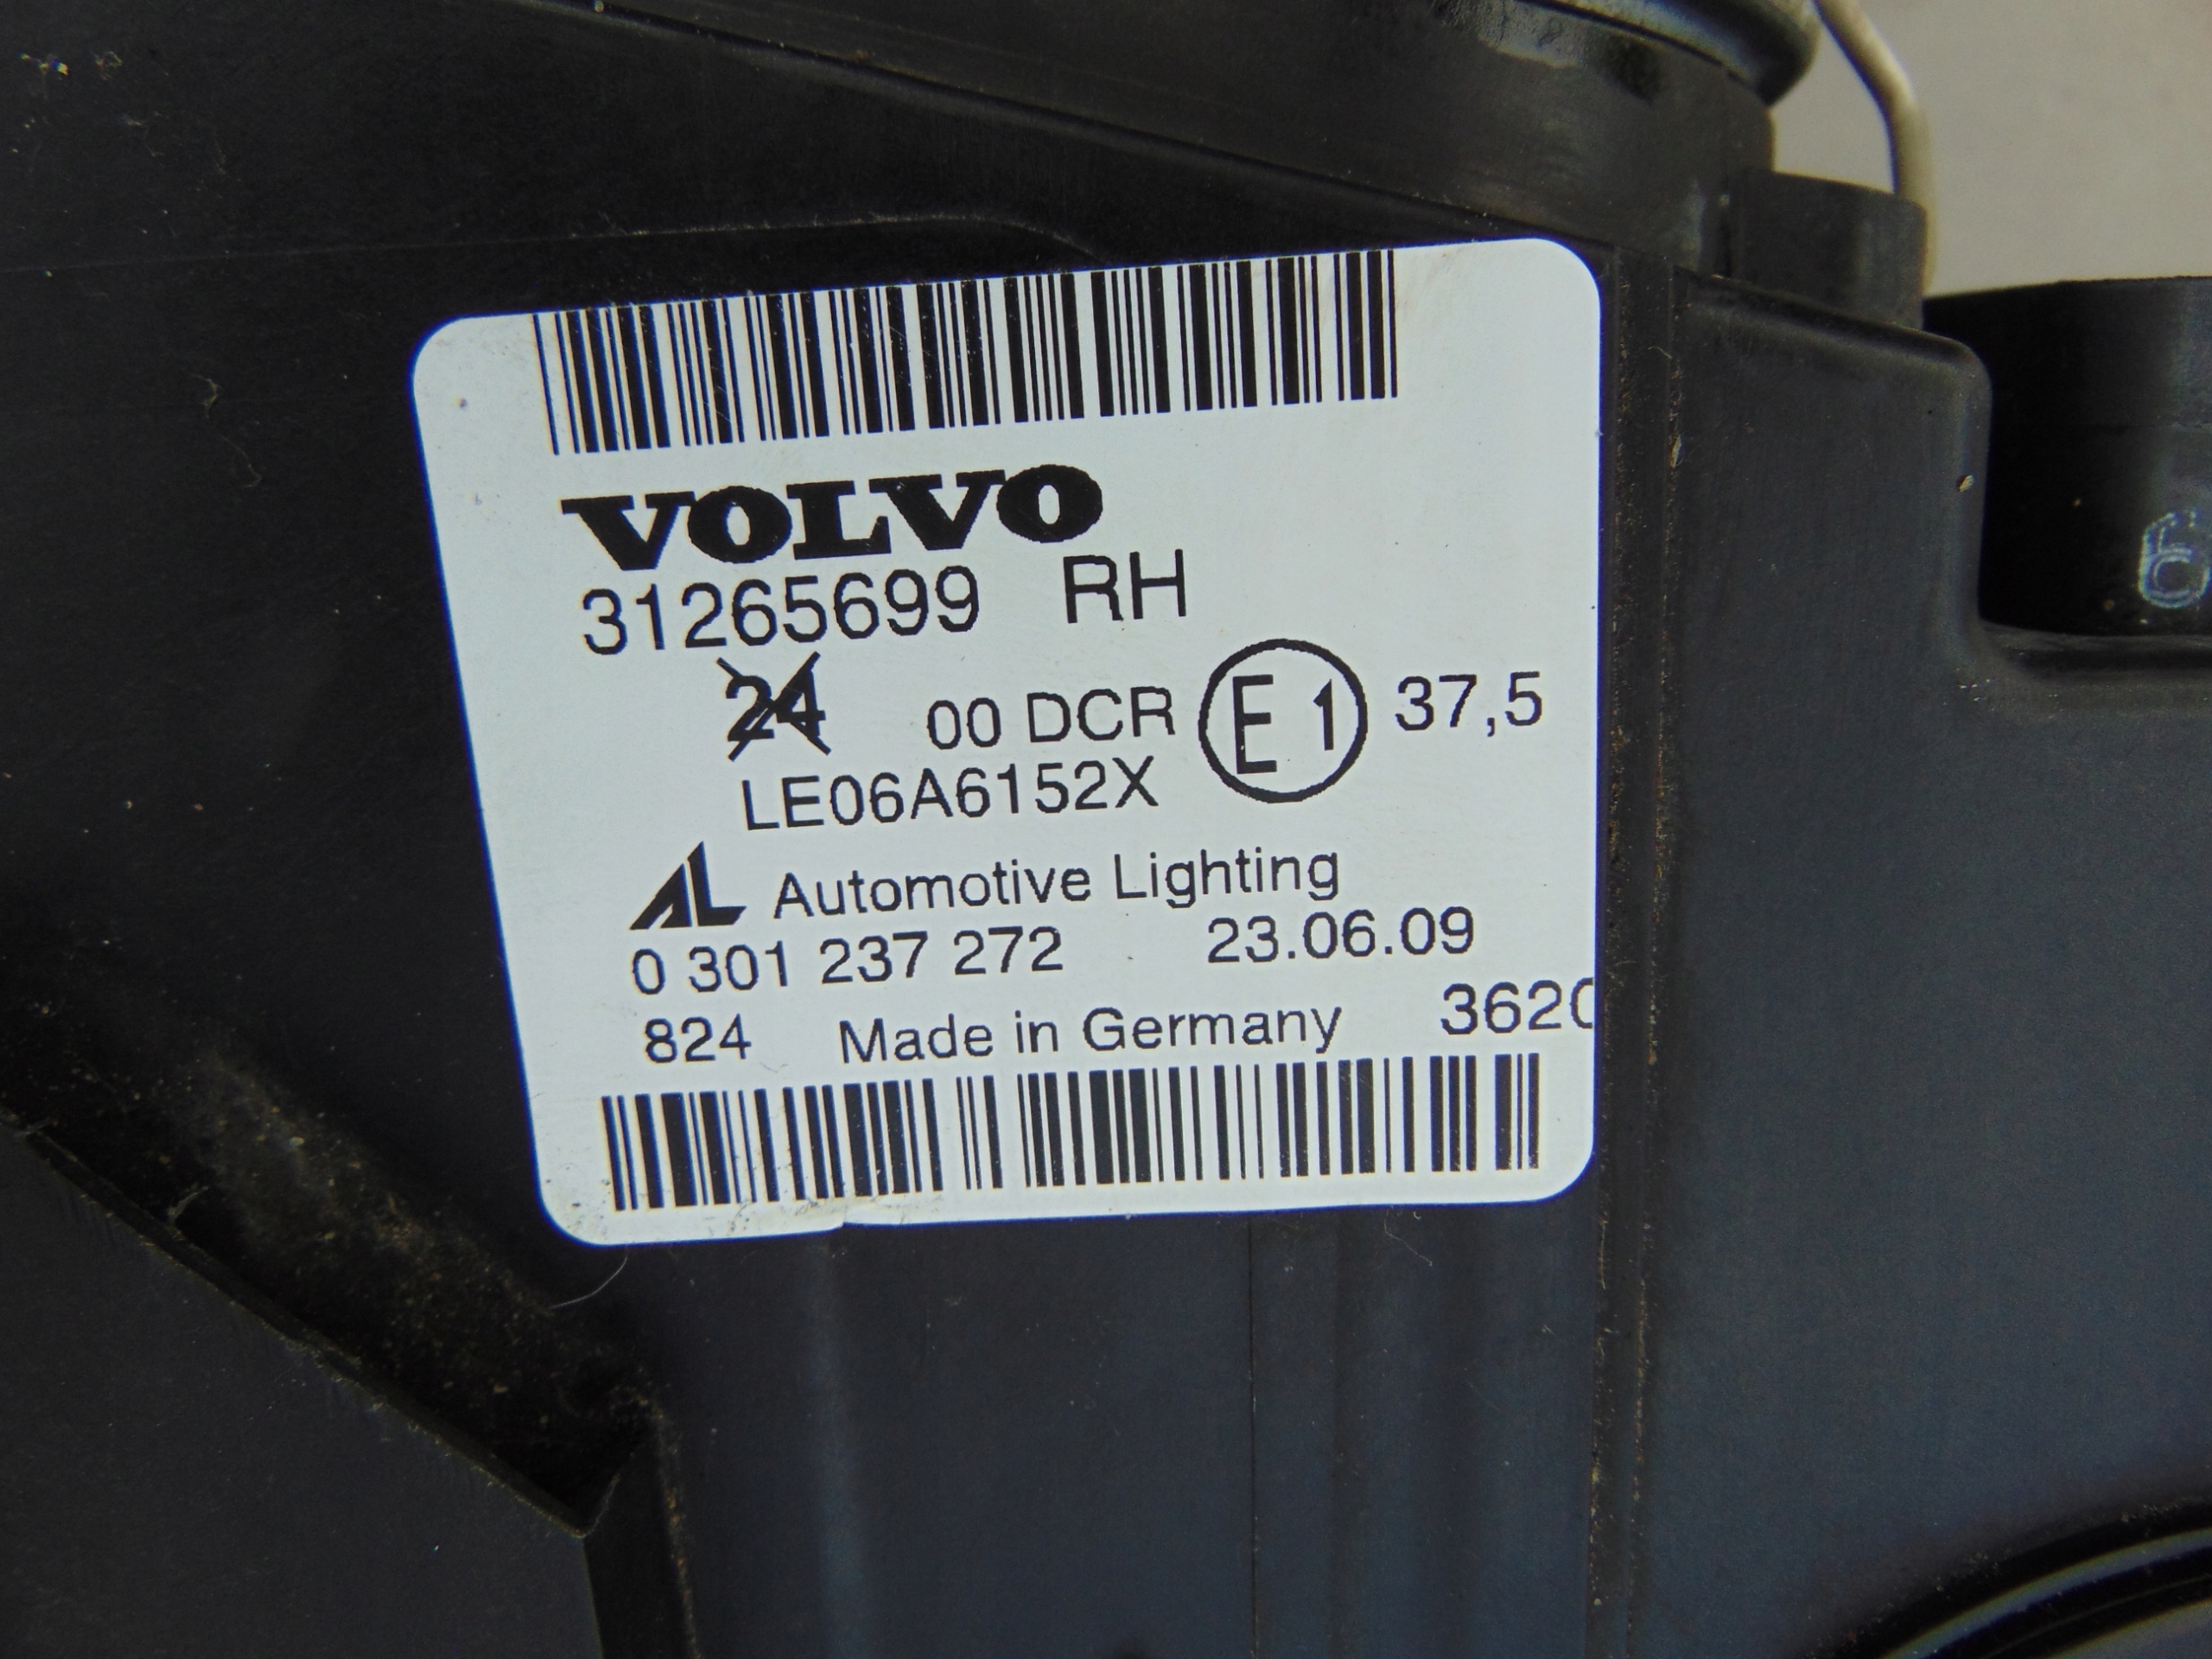 VOLVO
31265699 RH
24 00 DCR E1 37,5
LE06A6152X
AL Automotive Lighting
0 301 237 272 23.06.09
824 Made in Germany 3620
6